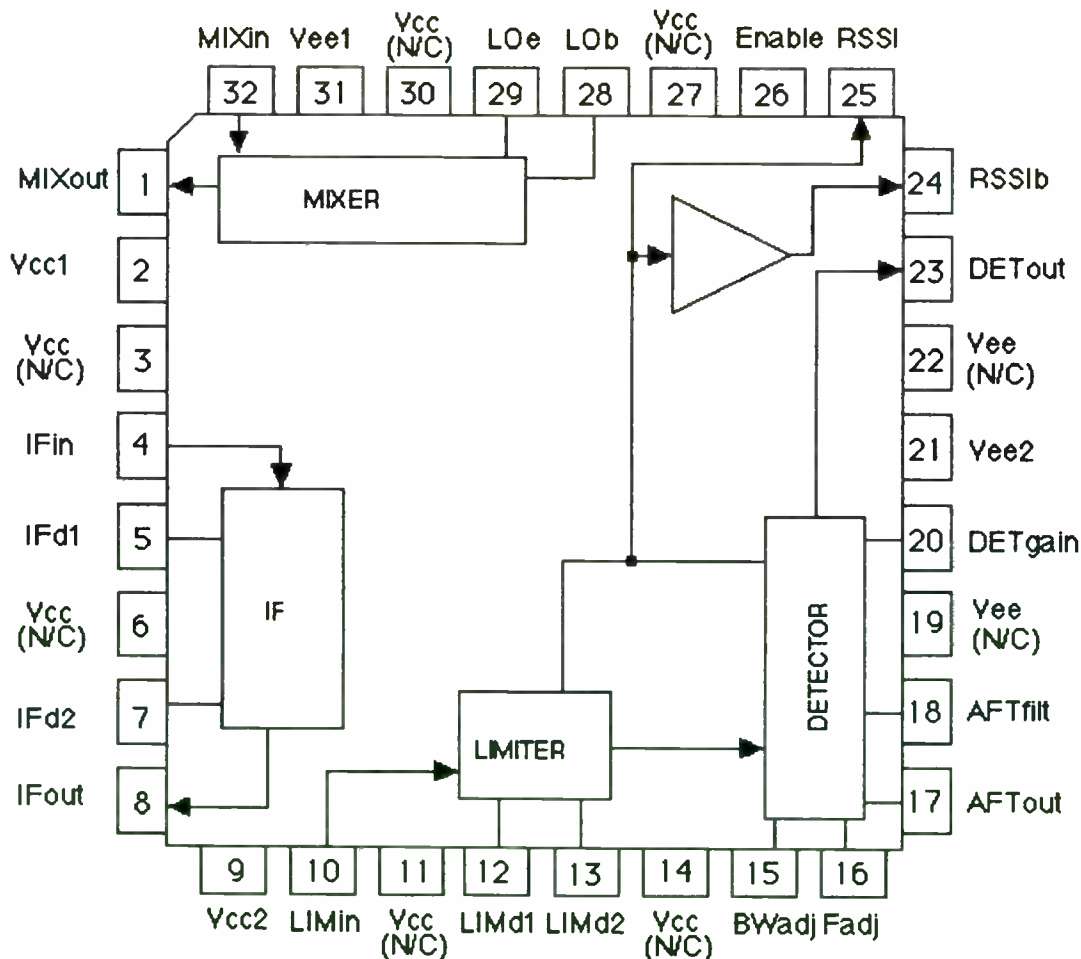 MIXin
Vee1
Vcc
(N/C)
LOe
LOb
Vcc
(N/C)
Enable
RSSI
32
31
30
29
28
27
26
25
MIXout
1
Vcc1
2
Vcc
(N/C)
3
IFin
4
IFd1
5
Vcc
(N/C)
6
IFd2
7
IFout
8
MIXER
IF
LIMITER
DETECTOR
24
RSSIb
23
DETout
22
Vee
(N/C)
21
Vee2
20
DETgain
19
Vee
(N/C)
18
AFTfilt
17
AFTout
9
10
11
12
13
14
15
16
Vcc2
LIMin
Vcc
(N/C)
LIMd1
LIMd2
Vcc
(N/C)
BWadj
Fadj